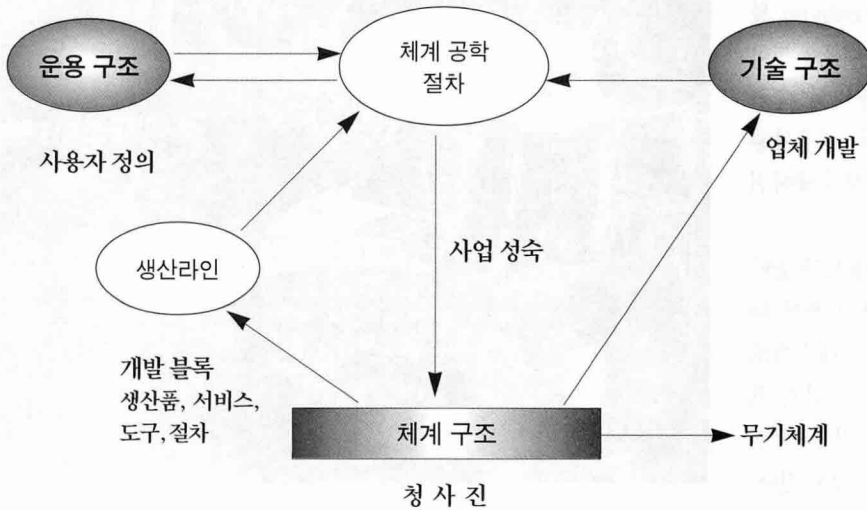 운용 구조
체계 공학
절차
기술 구조
사용자 정의
업체 개발
생산라인
사업 성숙
개발 블록
생산품, 서비스,
도구, 절차
체계 구조
무기체계
청 사 진